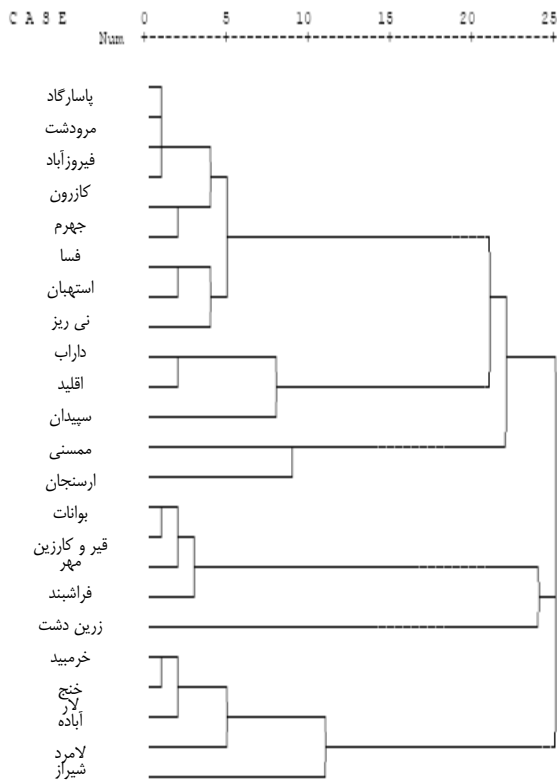 C A S E 0 5 10 15 20 25
Num
پاسارگاد
مرودشت
فیروزآباد
کازرون
جهرم
فسا
استهبان
نی ریز
داراب
اقلید
سپیدان
ممسنی
ارسنجان
بوانات
قیر و کارزین
مهر
فراشبند
زرین دشت
خرمبید
خنج
لار
آباده
لامرد
شیراز